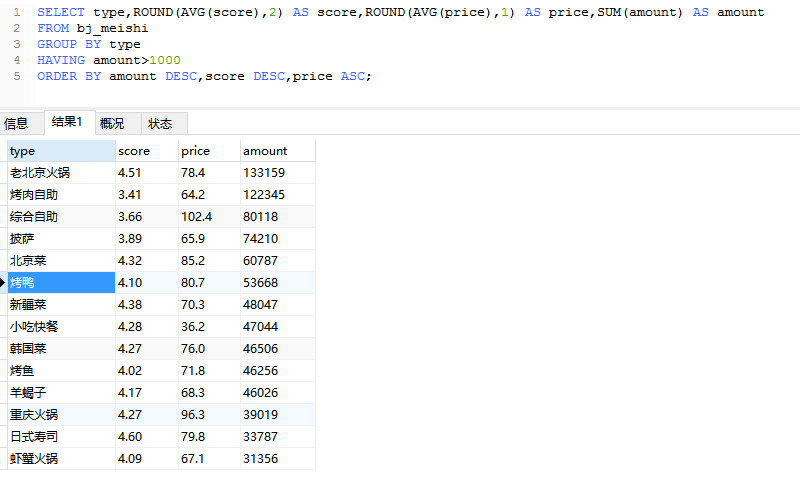 1 SELECT type,ROUND(AVG(score),2) AS score,ROUND(AVG(price),1) AS price,SUM(amount) AS amount
2 FROM bj_meishi
3 GROUP BY type
4 HAVING amount>1000
5 ORDER BY amount DESC,score DESC,price ASC;
信息 结果1 概况 状态
type score price amount
老北京火锅 4.51 78.4 133159
烤肉自助 3.41 64.2 122345
综合自助 3.66 102.4 80118
披萨 3.89 65.9 74210
北京菜 4.32 85.2 60787
烤鸭 4.10 80.7 53668
新疆菜 4.38 70.3 48047
小吃快餐 4.28 36.2 47044
韩国菜 4.27 76.0 46506
烤鱼 4.02 71.8 46256
羊蝎子 4.17 68.3 46026
重庆火锅 4.27 96.3 39019
日式寿司 4.60 79.8 33787
虾蟹火锅 4.09 67.1 31356